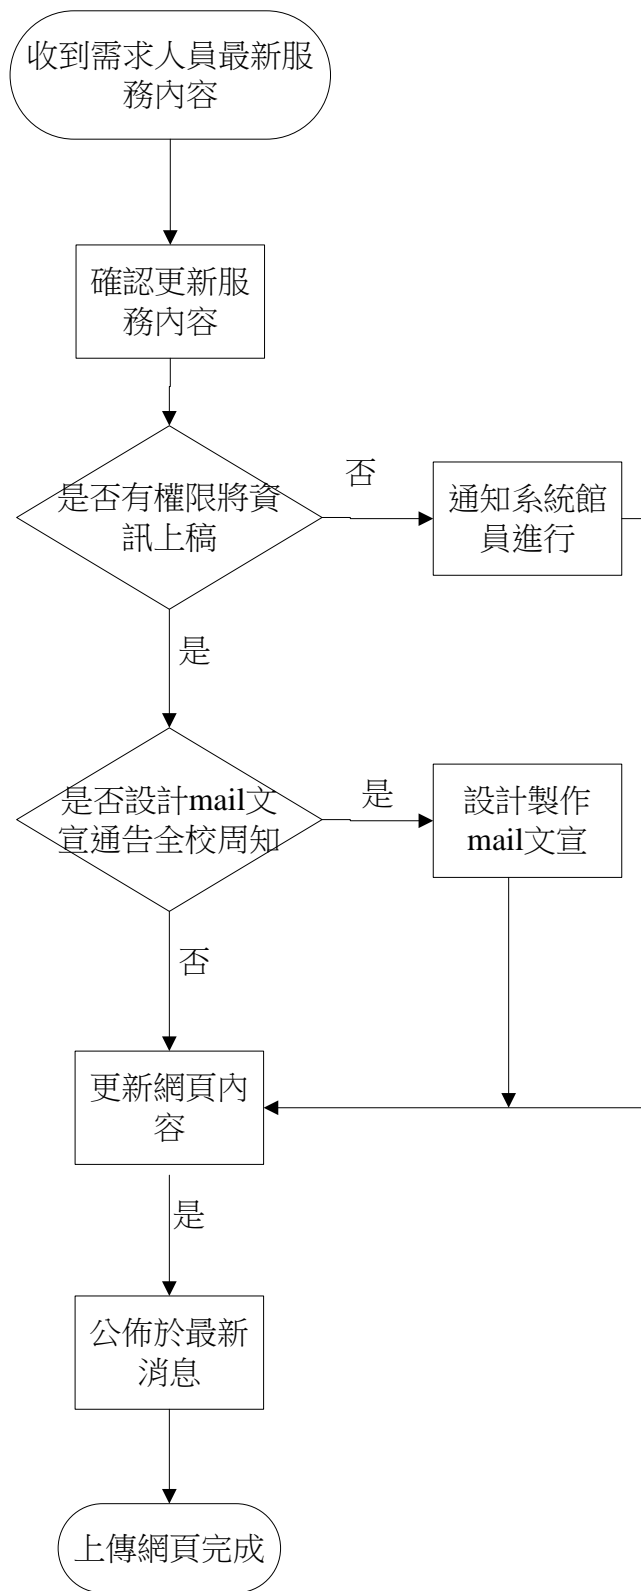 收到需求人員最新服
務內容
確認更新服
務內容
是否有權限將資
訊上稿
否
通知系統館
員進行
是
是否設計mail文
宣通告全校周知
是
設計製作
mail文宣
否
更新網頁內
容
是
公佈於最新
消息
上傳網頁完成